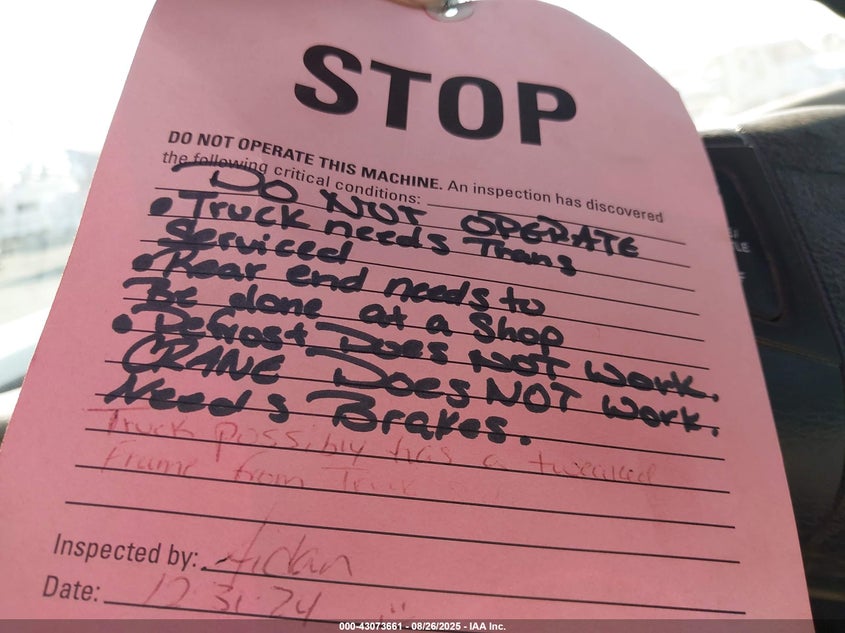 STOP
DO NOT OPERATE THIS MACHINE. An inspection has discovered
the following critical conditions:
DO NOT OPERATE
• Truck needs Trans
Serviced
• Rear end needs to
Be done at a Shop
• Defrost Does NOT work.
CRANE Does NOT work.
Needs Brakes.
Truck possibly has a tweaked
Frame from
Inspected by: Aidan
Date: 12 31 24
000-43073661 - 08/26/2025 - IAA Inc.